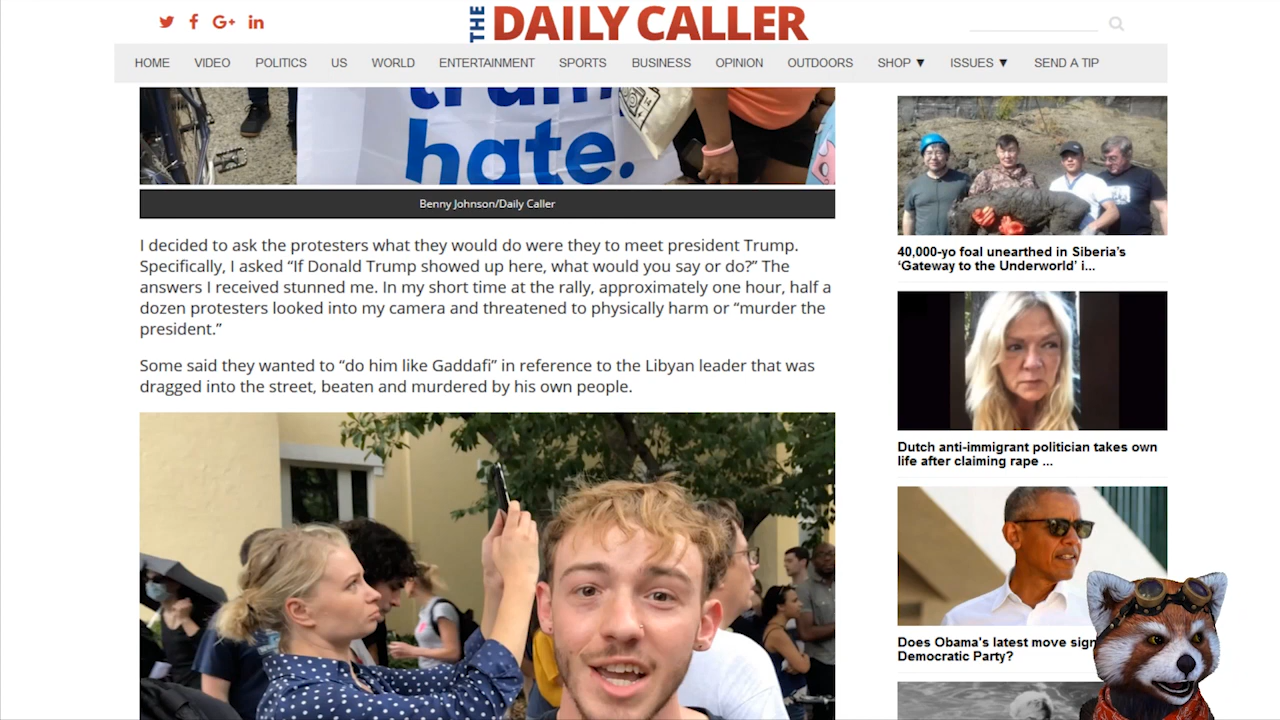 THE DAILY CALLER
HOME VIDEO POLITICS US WORLD ENTERTAINMENT SPORTS BUSINESS OPINION OUTDOORS SHOP ▼ ISSUES ▼ SEND A TIP
hate.
Benny Johnson/Daily Caller
I decided to ask the protesters what they would do were they to meet president Trump.
Specifically, I asked “If Donald Trump showed up here, what would you say or do?” The
answers I received stunned me. In my short time at the rally, approximately one hour, half a
dozen protesters looked into my camera and threatened to physically harm or “murder the
president.”
Some said they wanted to “do him like Gaddafi” in reference to the Libyan leader that was
dragged into the street, beaten and murdered by his own people.
40,000-yo foal unearthed in Siberia’s
‘Gateway to the Underworld’ i...
Dutch anti-immigrant politician takes own
life after claiming rape ...
Does Obama's latest move sign
Democratic Party?